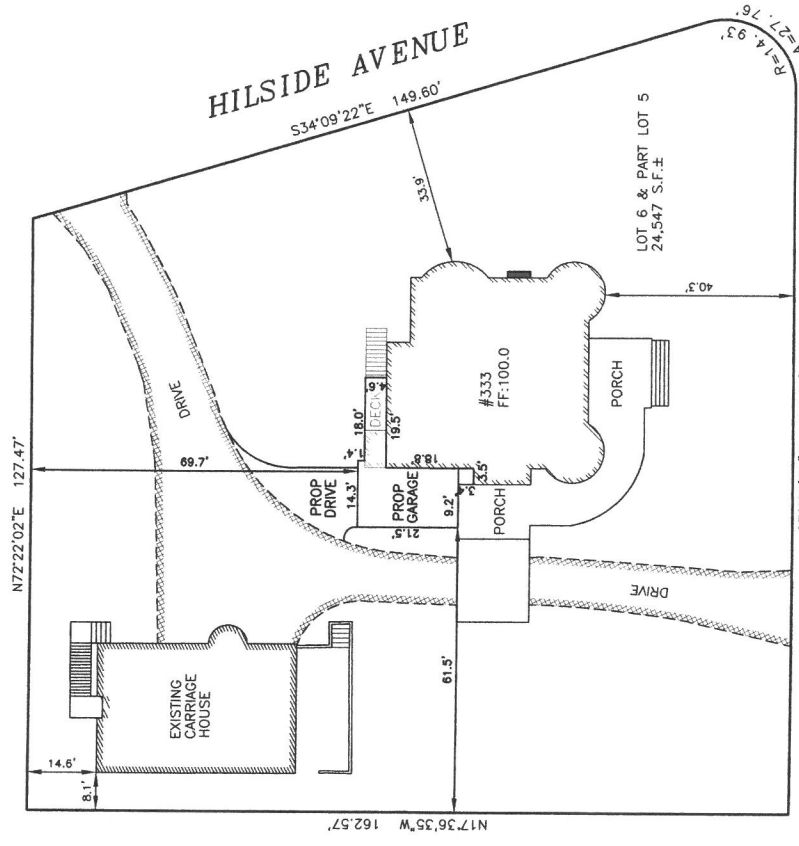 HILSIDE AVENUE
S34°09'22"E 149.60'
R=14.93'
A=27.76'
N72°22'02"E 127.47'
DRIVE
33.9'
LOT 6 & PART LOT 5
24,547 S.F.±
69.7'
18.0'
4.6'
DECK
19.5'
1.4'
18.8'
#333
FF:100.0
40.3'
PROP
DRIVE
14.3'
PROP
GARAGE
9.2'
3.4'
3.5'
21.5'
PORCH
PORCH
DRIVE
EXISTING
CARRIAGE
HOUSE
61.5'
14.6'
8.1'
N17°36'35"W 162.57'